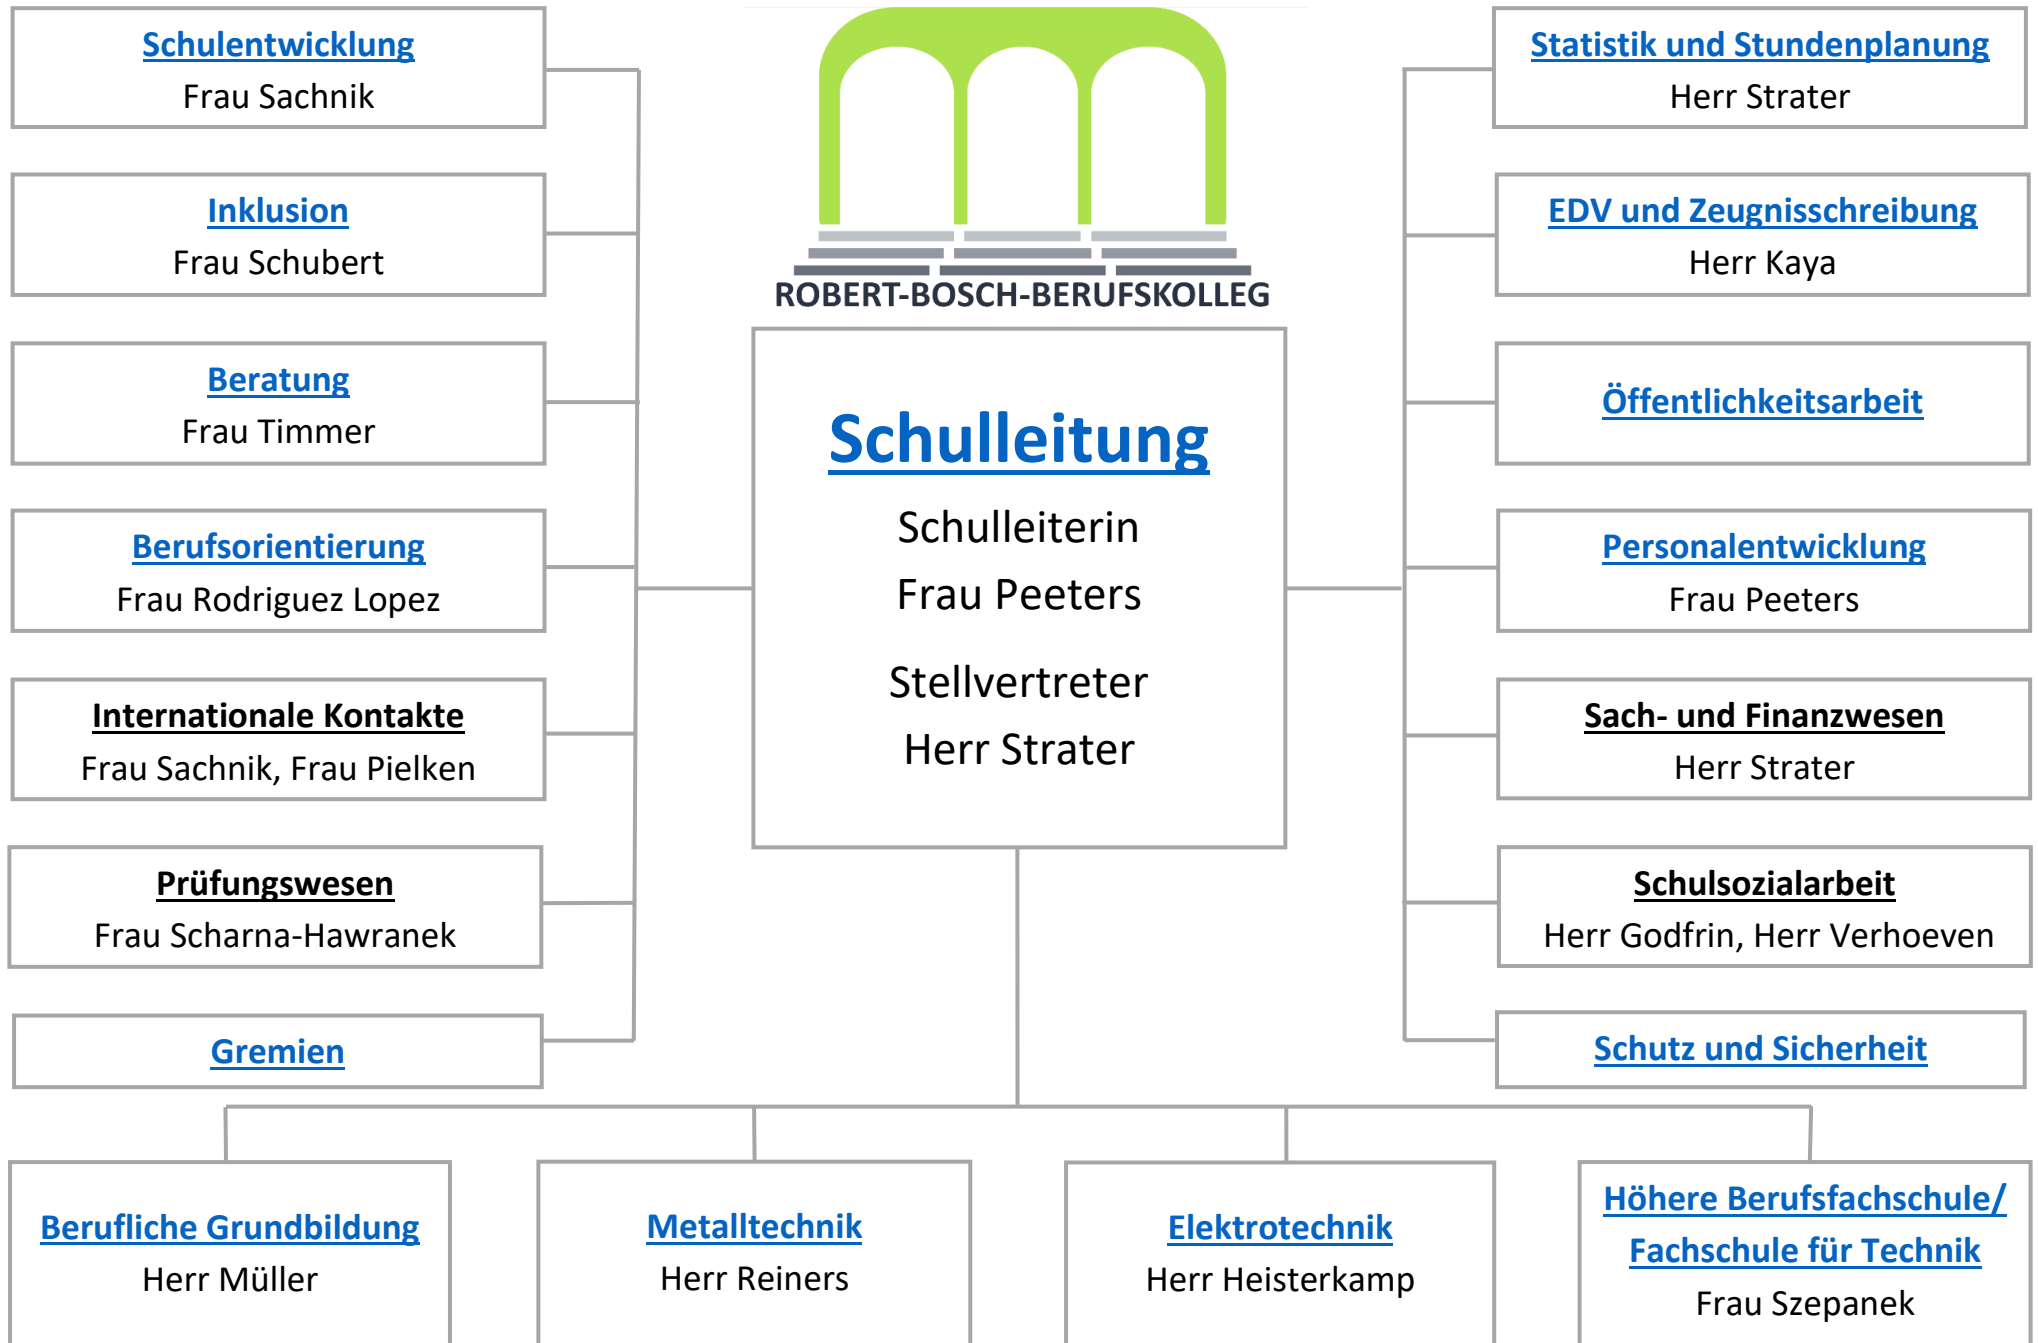 Schulentwicklung
Frau Sachnik
Inklusion
Frau Schubert
Beratung
Frau Timmer
Berufsorientierung
Frau Rodriguez Lopez
Internationale Kontakte
Frau Sachnik, Frau Pielken
Prüfungswesen
Frau Scharna-Hawranek
Gremien
ROBERT-BOSCH-BERUFSKOLLEG
Schulleitung
Schulleiterin
Frau Peeters
Stellvertreter
Herr Strater
Statistik und Stundenplanung
Herr Strater
EDV und Zeugnisschreibung
Herr Kaya
Öffentlichkeitsarbeit
Personalentwicklung
Frau Peeters
Sach- und Finanzwesen
Herr Strater
Schulsozialarbeit
Herr Godfrin, Herr Verhoeven
Schutz und Sicherheit
Berufliche Grundbildung
Herr Müller
Metalltechnik
Herr Reiners
Elektrotechnik
Herr Heisterkamp
Höhere Berufsfachschule/
Fachschule für Technik
Frau Szepanek